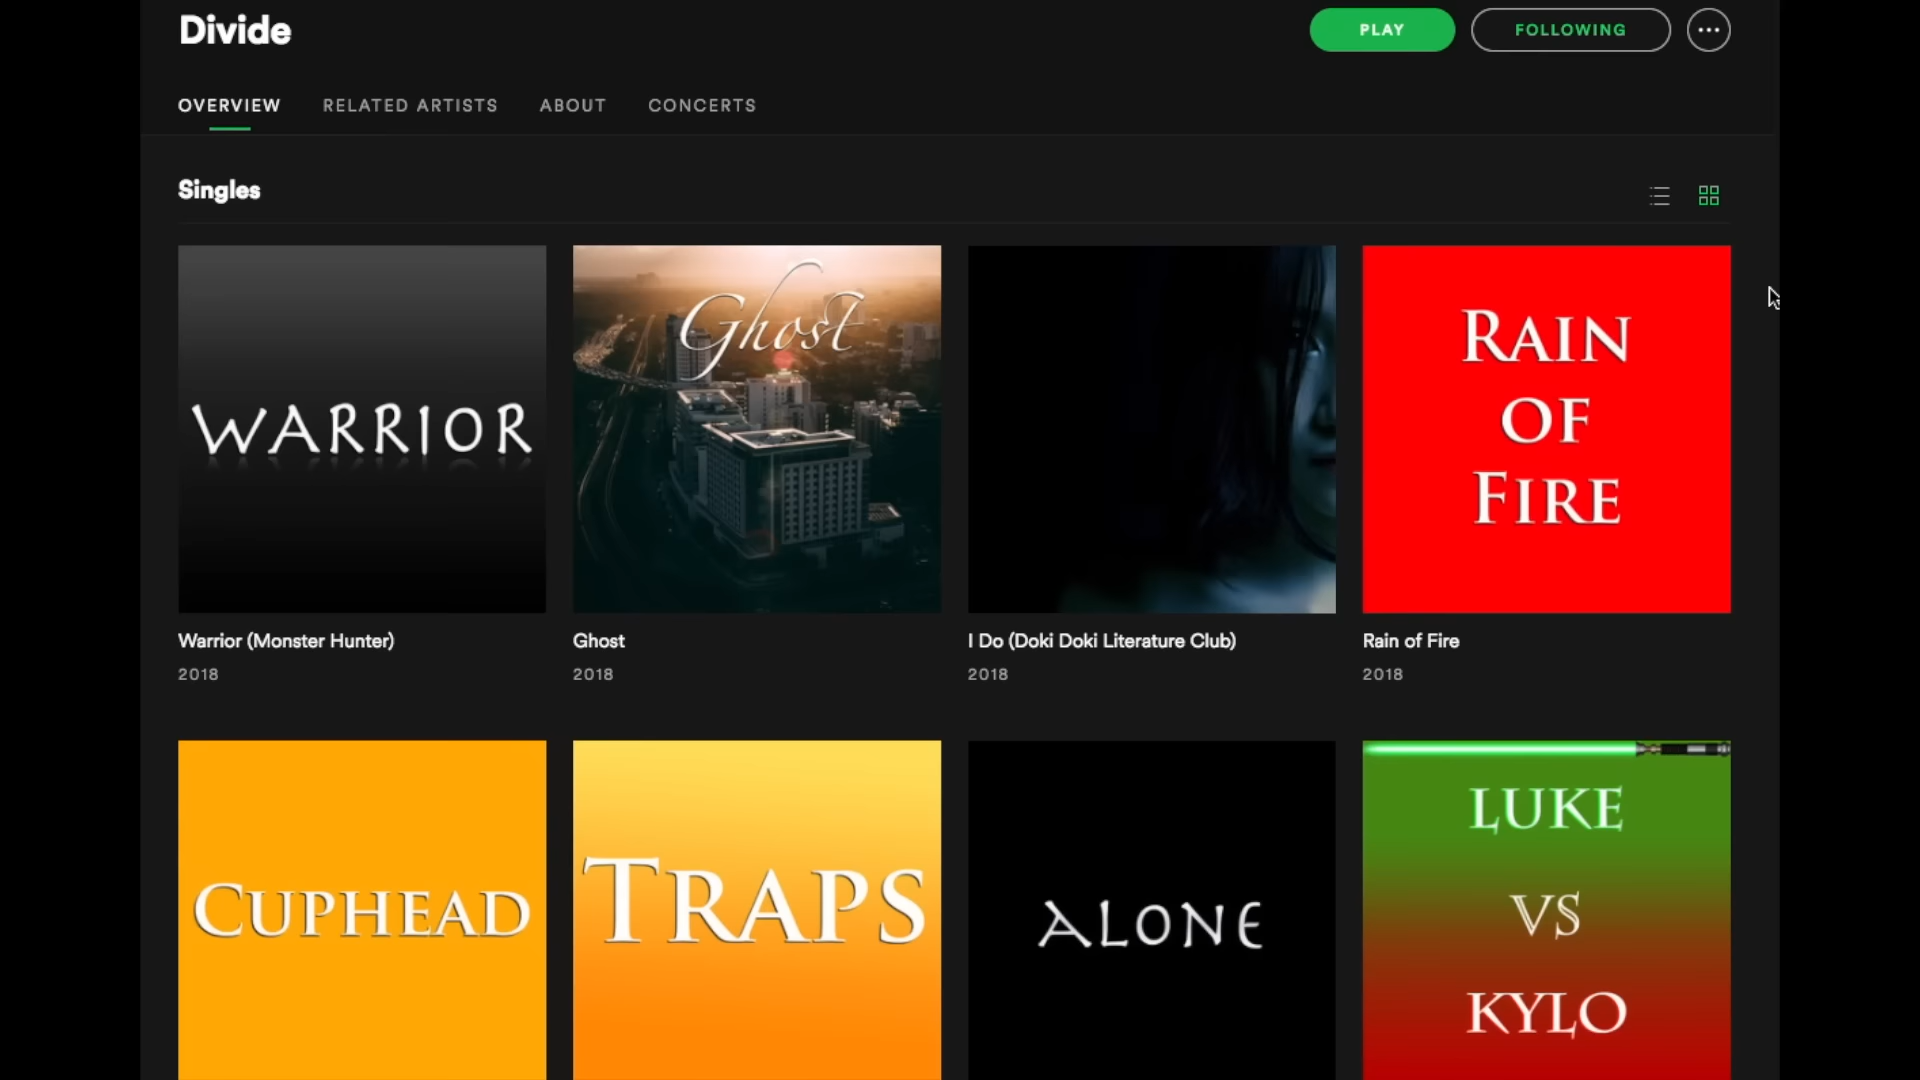 Divide
PLAY
FOLLOWING
OVERVIEW
RELATED ARTISTS
ABOUT
CONCERTS
Singles
WARRIOR
Ghost
RAIN
OF
FIRE
Warrior (Monster Hunter)
Ghost
I Do (Doki Doki Literature Club)
Rain of Fire
2018
2018
2018
2018
CUPHEAD
TRAPS
ALONE
LUKE
VS
KYLO